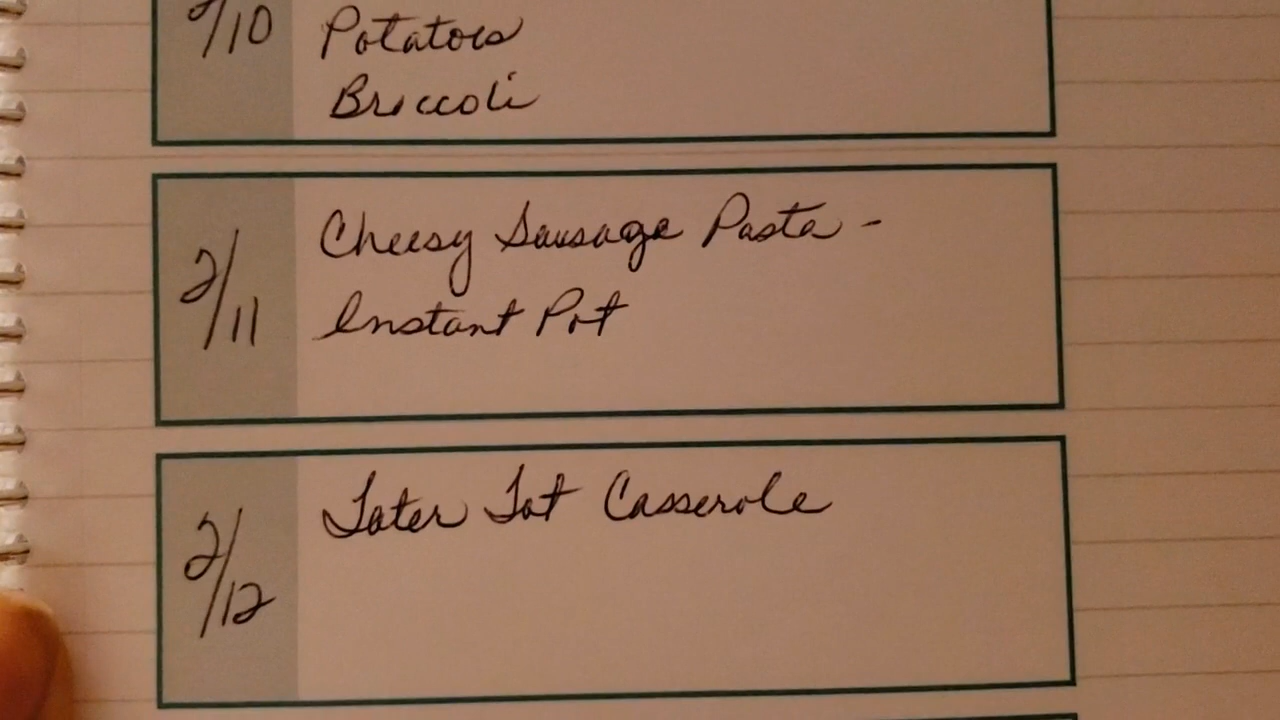 2/10 Potatoes
Broccoli
Cheesy Sausage Pasta -
2/11
Instant Pot
Tater Tot Casserole
2/12